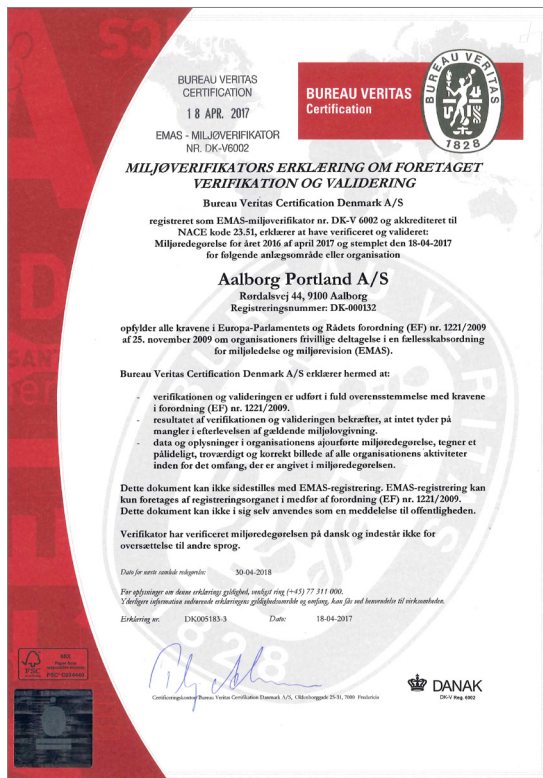 BUREAU VERITAS
CERTIFICATION
18 APR. 2017
EMAS - MILJØVERIFIKATOR
NR. DK-V6002
BUREAU VERITAS
Certification
BUREAU VERITAS
1828
MILJØVERIFIKATORS ERKLÆRING OM FORETAGET
VERIFIKATION OG VALIDERING
Bureau Veritas Certification Denmark A/S
registreret som EMAS-miljøverifikator nr. DK-V 6002 og akkrediteret til
NACE kode 23.51, erklærer at have verificeret og valideret:
Miljøredegørelse for året 2016 af april 2017 og stemplet den 18-04-2017
for følgende anlægsområde eller organisation
Aalborg Portland A/S
Rørdalsvej 44, 9100 Aalborg
Registreringsnummer: DK-000132
opfylder alle kravene i Europa-Parlamentets og Rådets forordning (EF) nr. 1221/2009
af 25. november 2009 om organisationers frivillige deltagelse i en fællesskabsordning
for miljøledelse og miljørevision (EMAS).
Bureau Veritas Certification Denmark A/S erklærer hermed at:
- verifikationen og valideringen er udført i fuld overensstemmelse med kravene
i forordning (EF) nr. 1221/2009.
- resultatet af verifikationen og valideringen bekræfter, at intet tyder på
mangler i efterlevelsen af gældende miljølovgivning.
- data og oplysninger i organisationens ajourførte miljøredegørelse, tegner et
pålideligt, troværdigt og korrekt billede af alle organisationens aktiviteter
inden for det omfang, der er angivet i miljøredegørelsen.
Dette dokument kan ikke sidestilles med EMAS-registrering. EMAS-registrering kan
kun foretages af registreringsorganet i medfør af forordning (EF) nr. 1221/2009.
Dette dokument kan ikke i sig selv anvendes som en meddelelse til offentligheden.
Verifikator har verificeret miljøredegørelsen på dansk og indestår ikke for
oversættelse til andre sprog.
Dato for næste samlede redegørelse: 30-04-2018
For oplysninger om denne erklærings gyldighed, venligst ring (+45) 77 311 000.
Yderligere information vedrørende erklæringens gyldighedsområde og omfang, kan fås ved henvendelse til virksomheden.
Erklæring nr. DK005183-3 Dato: 18-04-2017
Certificeringskontor: Bureau Veritas Certification Denmark A/S, Oldenborggade 25-31, 7000 Fredericia
DANAK
DK-V Reg. 6002
FSC
MIX